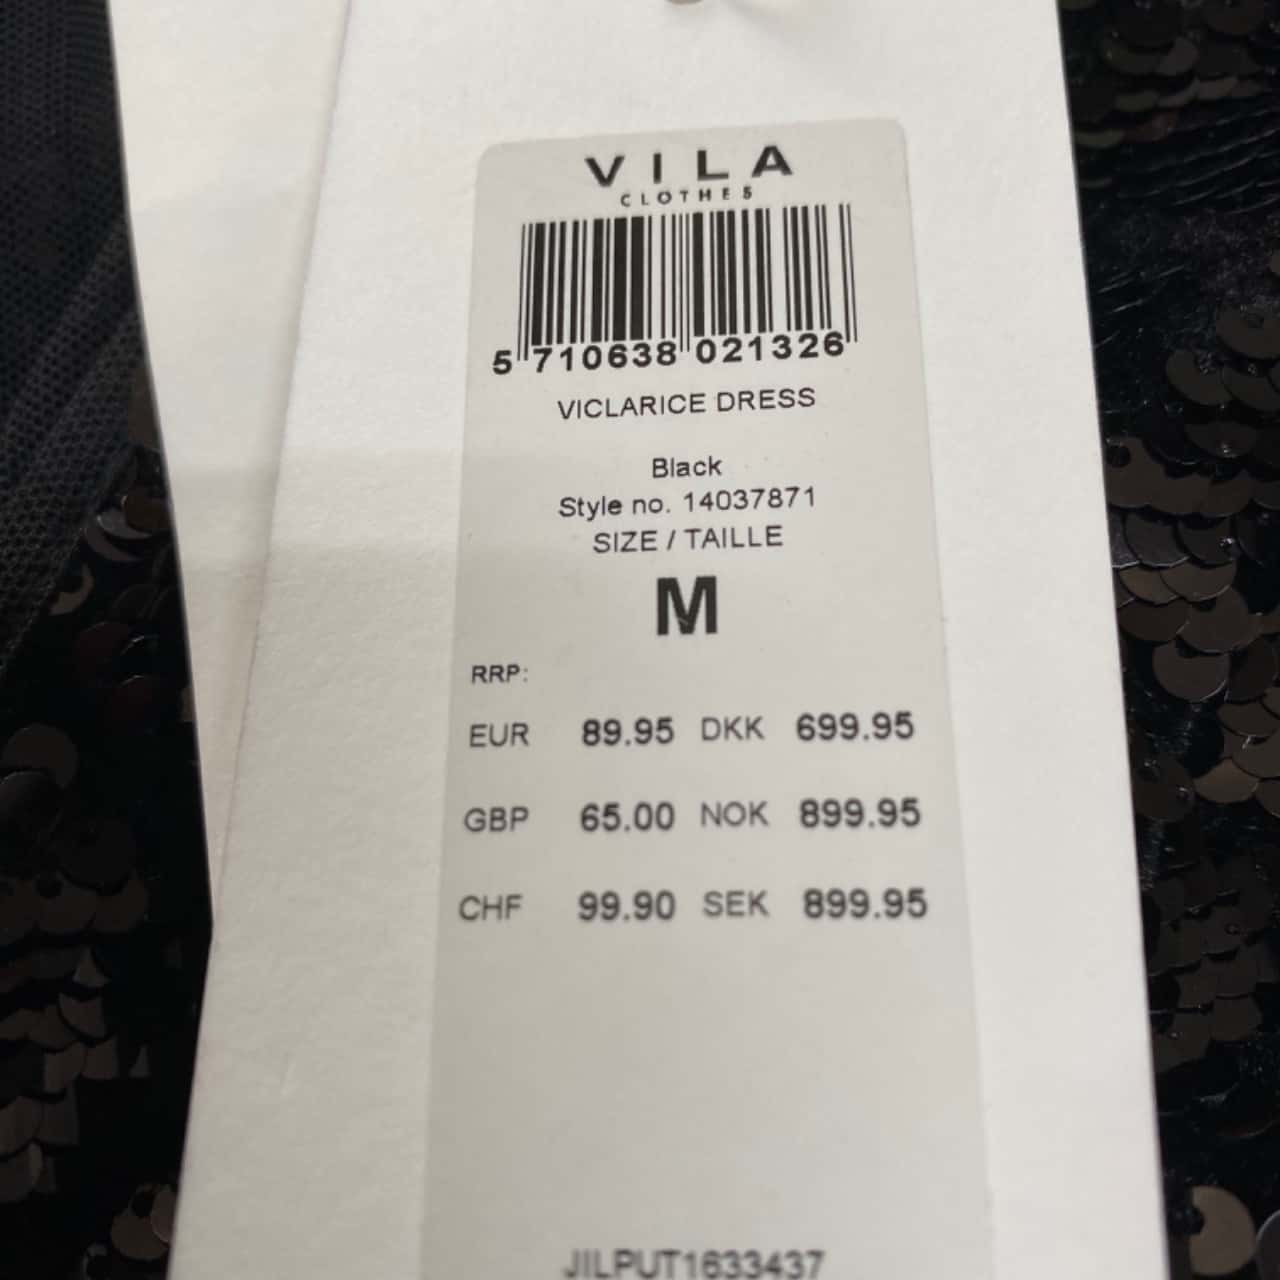 VILA
CLOTHES
5 710638 021326
VICLARICE DRESS
Black
Style no. 14037871
SIZE / TAILLE
M
RRP:
EUR 89.95 DKK 699.95
GBP 65.00 NOK 899.95
CHF 99.90 SEK 899.95
JILPUT1633437